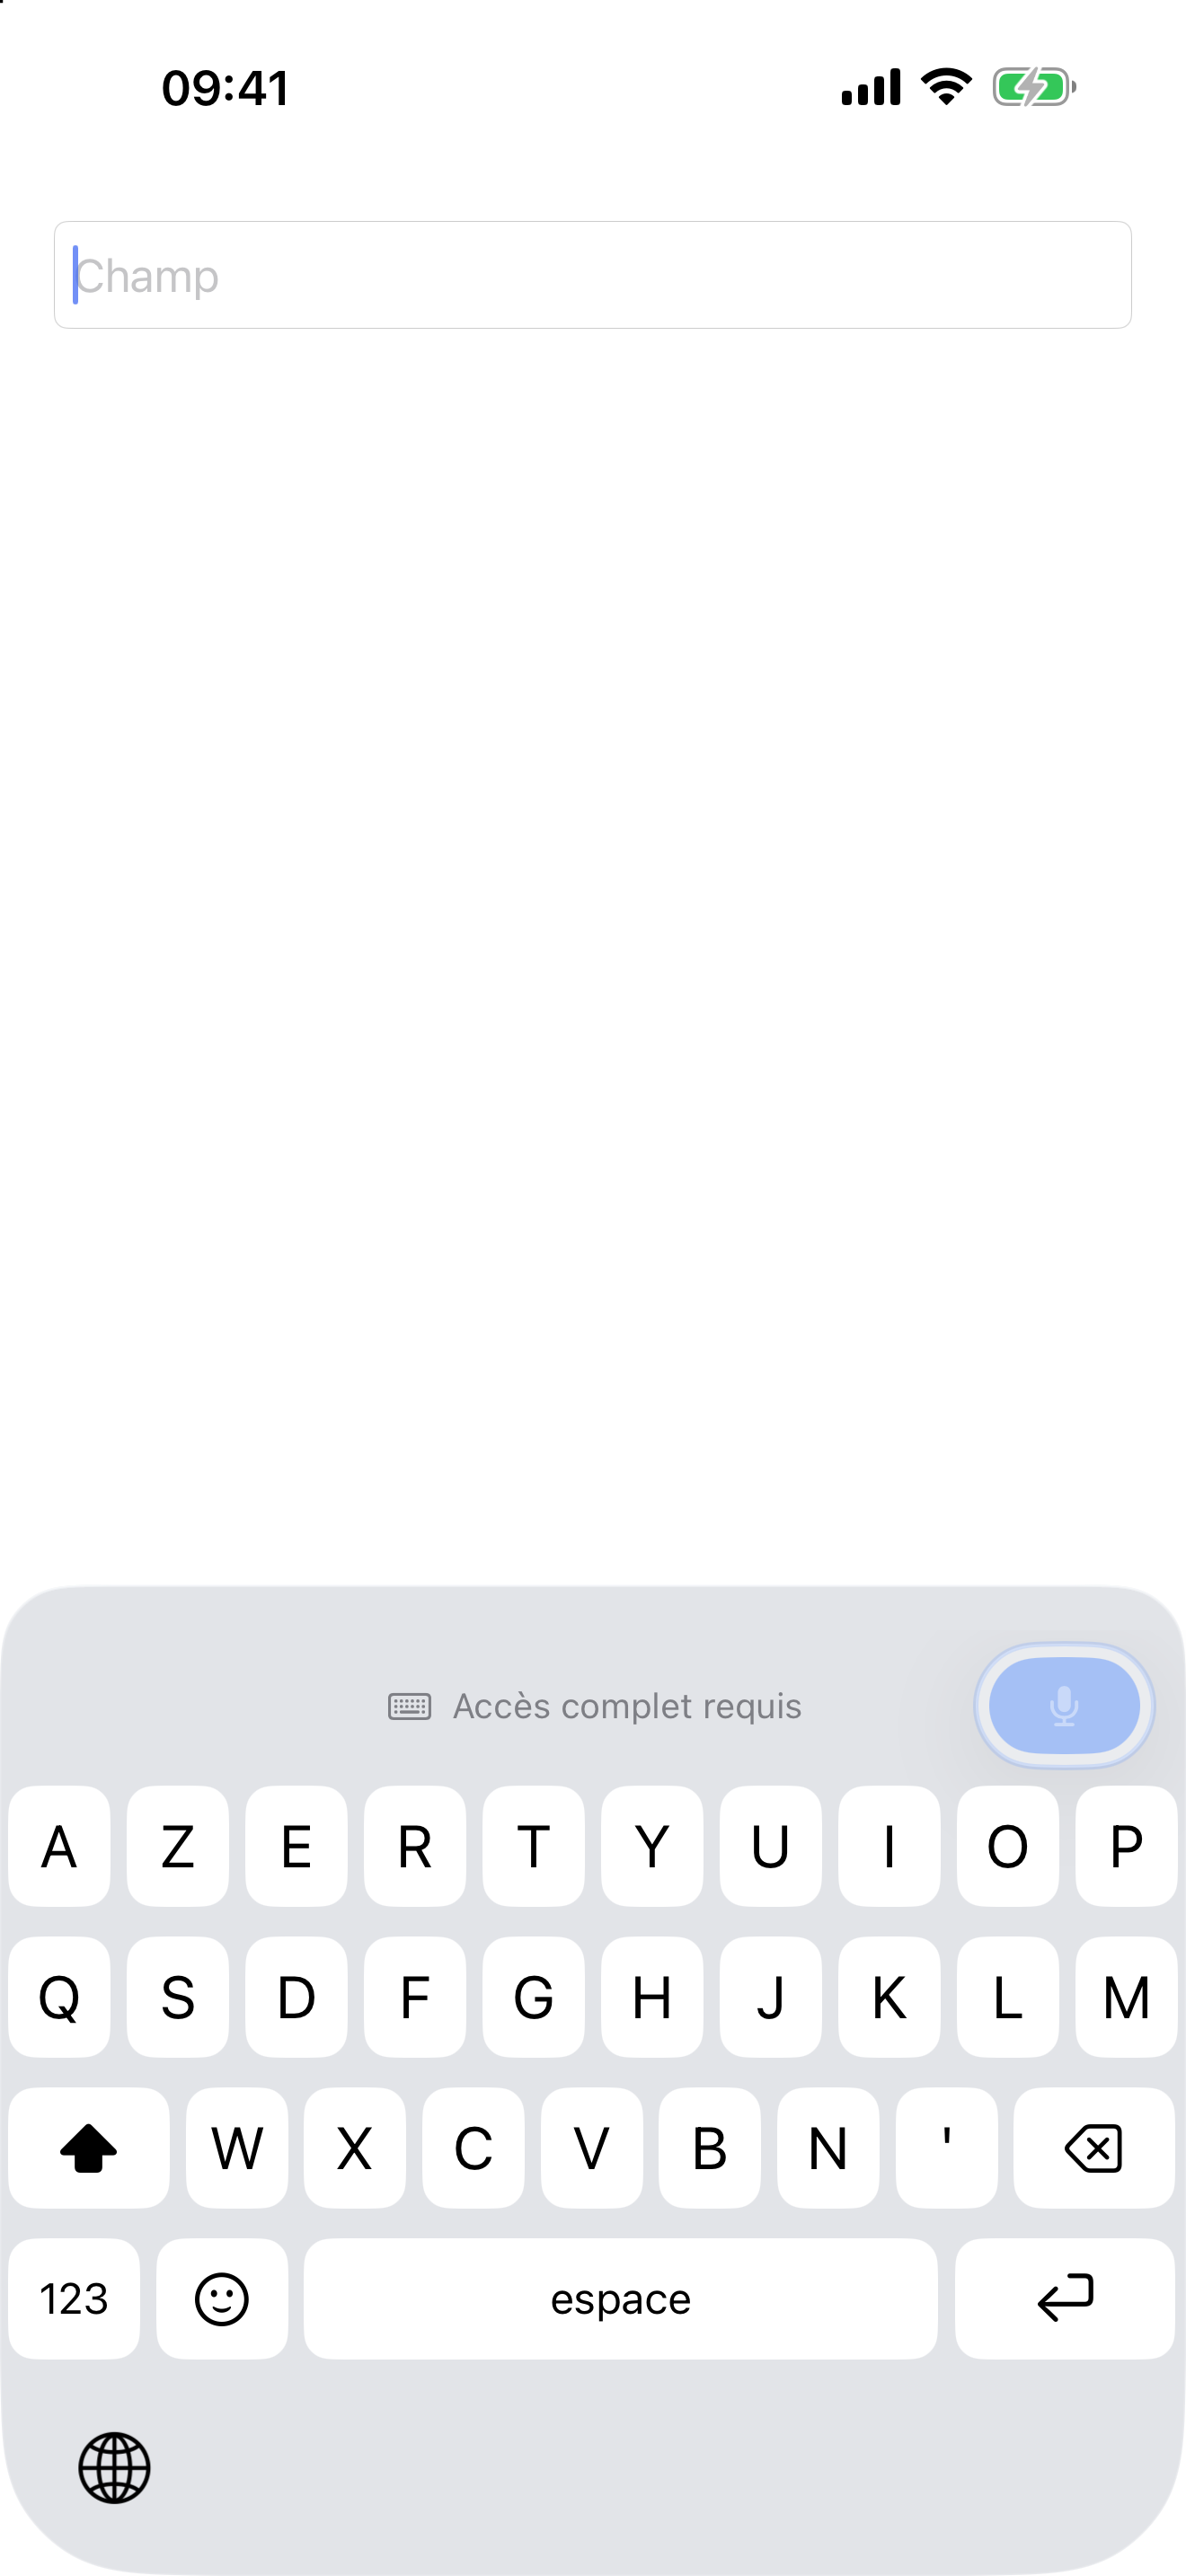 09:41
Champ
Accès complet requis
A Z E R T Y U I O P
Q S D F G H J K L M
W X C V B N '
123 espace